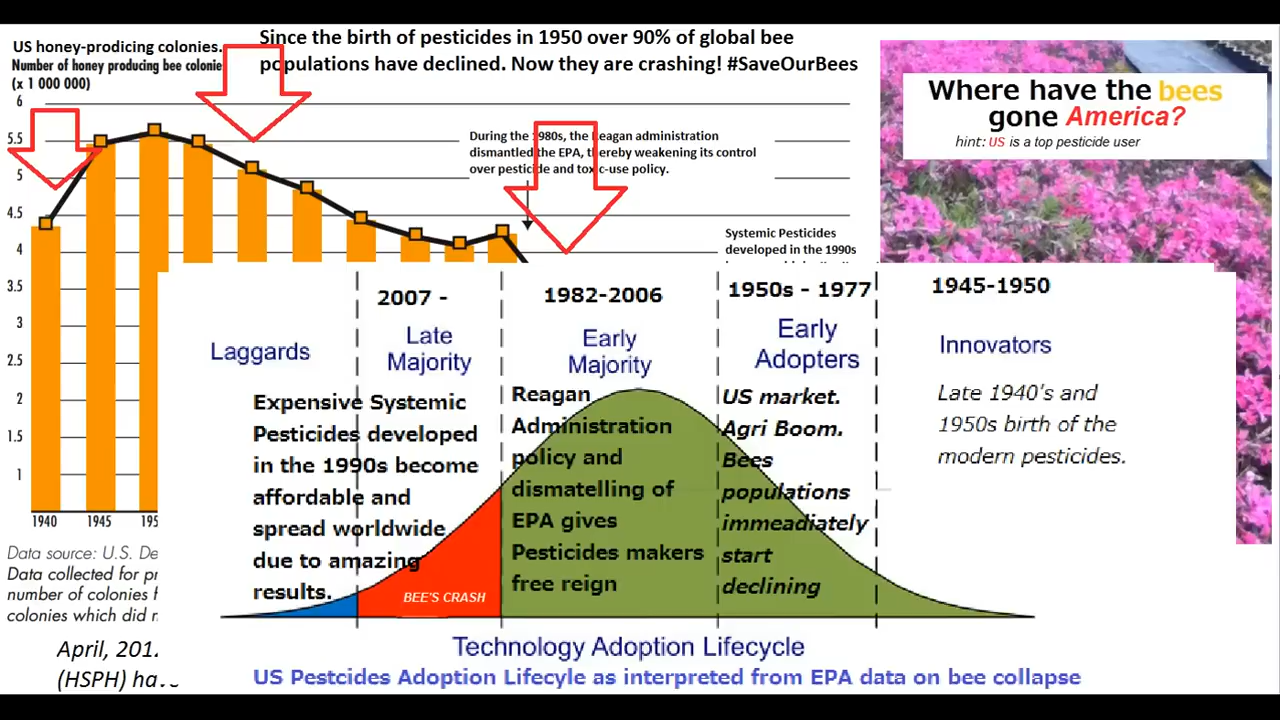 US honey-prodicing colonies.
Number of honey producing bee colonie
(x 1 000 000)
Since the birth of pesticides in 1950 over 90% of global bee
populations have declined. Now they are crashing! #SaveOurBees
Where have the bees
gone America?
hint: US is a top pesticide user
6
5.5
5
4.5
4
3.5
3
2.5
2
1.5
1
During the 1980s, the Reagan administration
dismantled the EPA, thereby weakening its control
over pesticide and toxic-use policy.
Systemic Pesticides
developed in the 1990s
1940
1945
195
Data source: U.S. De
Data collected for pr
number of colonies
colonies which did n
April, 2012
(HSPH) have
Laggards
2007 -
Late
Majority
1982-2006
Early
Majority
1950s - 1977
Early
Adopters
1945-1950
Innovators
Expensive Systemic
Pesticides developed
in the 1990s become
affordable and
spread worldwide
due to amazing
results.
BEE'S CRASH
Reagan
Administration
policy and
dismatelling of
EPA gives
Pesticides makers
free reign
US market.
Agri Boom.
Bees
populations
immeadiately
start
declining
Late 1940's and
1950s birth of the
modern pesticides.
Technology Adoption Lifecycle
US Pestcides Adoption Lifecyle as interpreted from EPA data on bee collapse